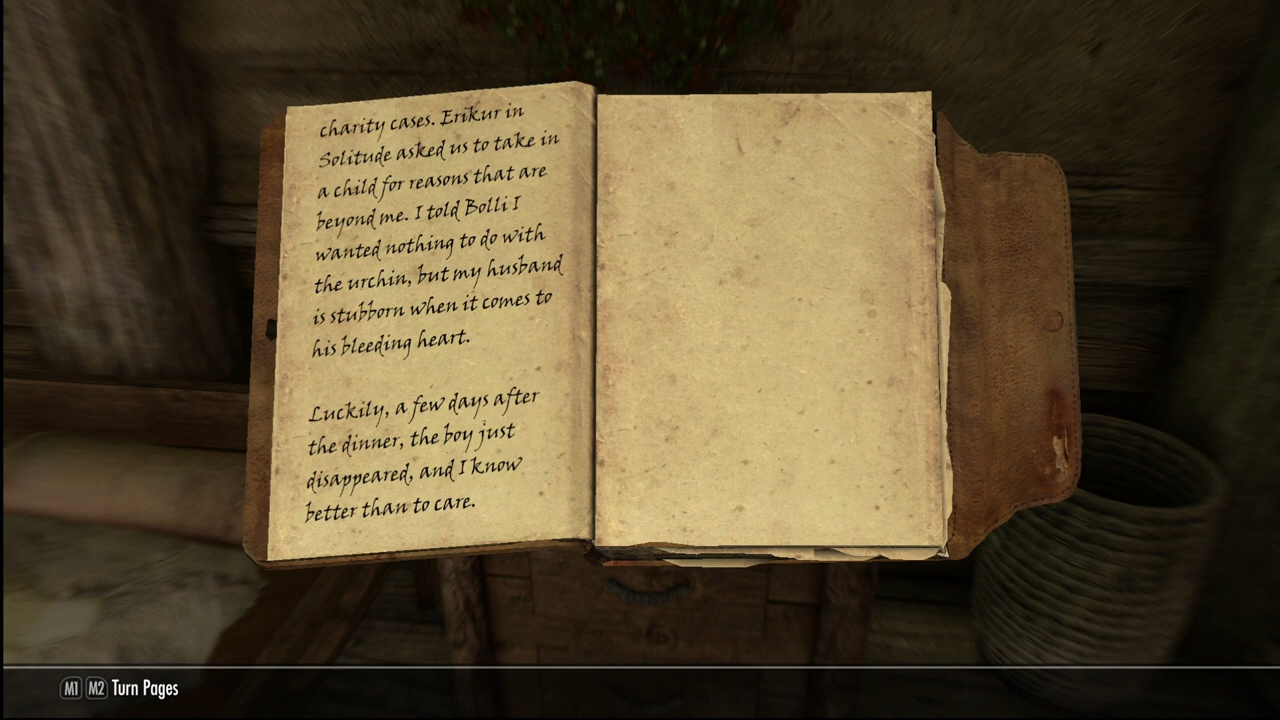 charity cases. Erikur in
Solitude asked us to take in
a child for reasons that are
beyond me. I told Bolli I
wanted nothing to do with
the urchin, but my husband
is stubborn when it comes to
his bleeding heart.
Luckily, a few days after
the dinner, the boy just
disappeared, and I know
better than to care.
M1 M2 Turn Pages